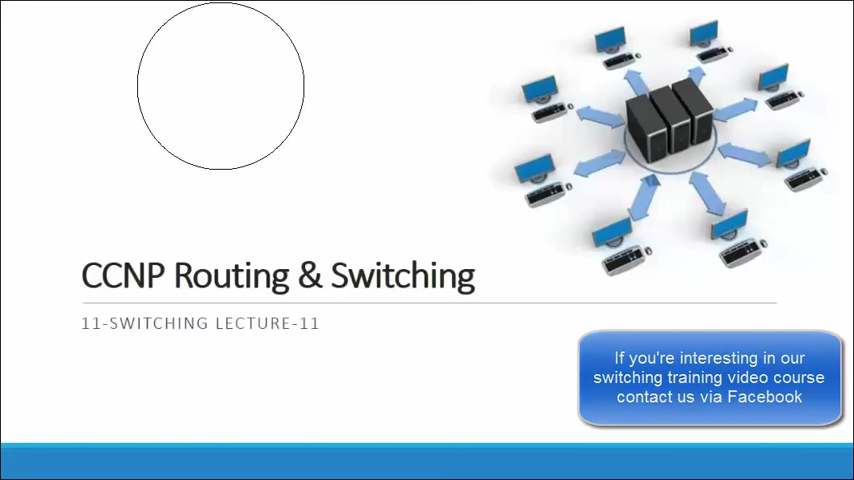 CCNP Routing & Switching
11-SWITCHING LECTURE-11
If you're interesting in our
switching training video course
contact us via Facebook